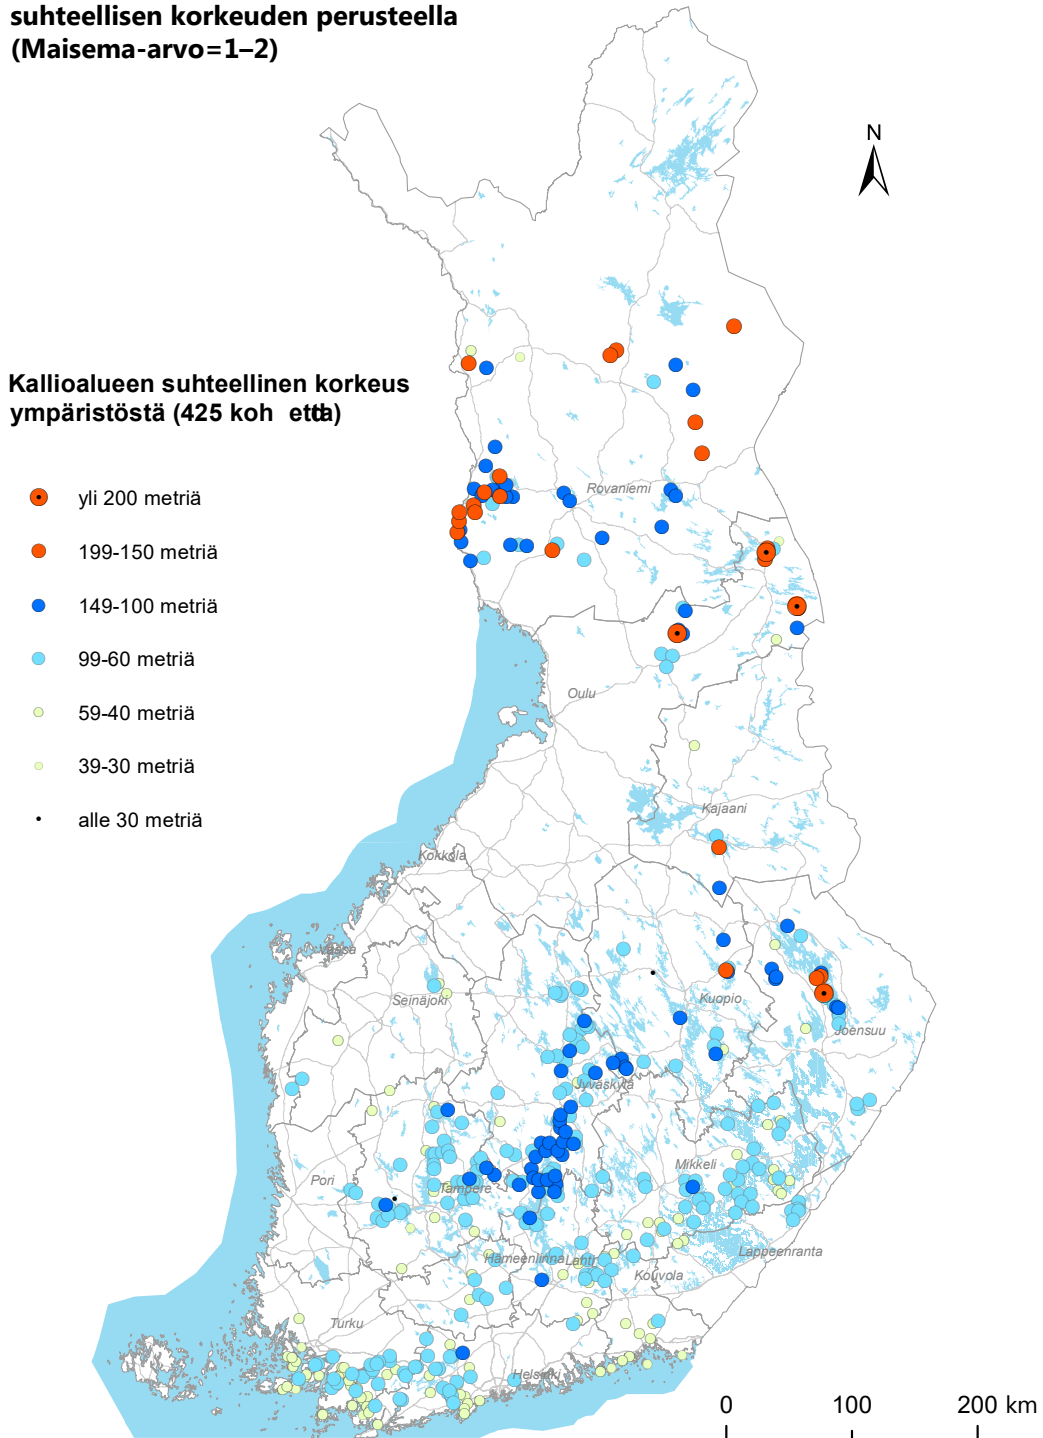 suhteellisen korkeuden perusteella
(Maisema-arvo=1–2)
N
Kallioalueen suhteellinen korkeus
ympäristöstä (425 koh
yli 200 metriä
199-150 metriä
149-100 metriä
99-60 metriä
59-40 metriä
39-30 metriä
alle 30 metriä
Rovaniemi
Oulu
Kajaani
Kokkola
Vaasa
Seinäjoki
Kuopio
Joensuu
Jyväskylä
Mikkeli
Pori
Tampere
Lappeenranta
Hämeenlinna
Lahti
Kouvola
Turku
Helsinki
0 100 200 km